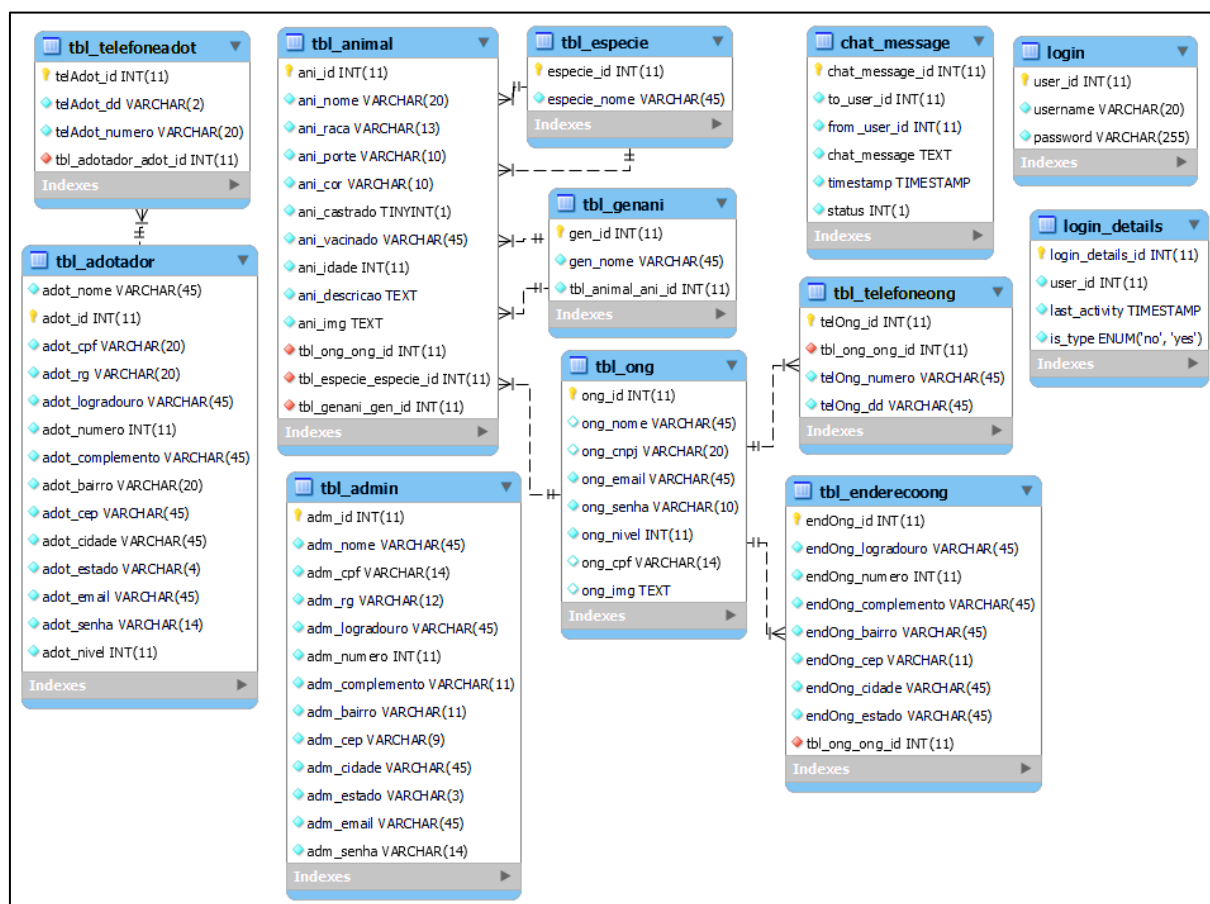 tbl_telefoneadot
telAdot_id INT(11)
telAdot_dd VARCHAR(2)
telAdot_numero VARCHAR(20)
tbl_adotador_adot_id INT(11)
Indexes
tbl_adotador
adot_nome VARCHAR(45)
adot_id INT(11)
adot_cpf VARCHAR(20)
adot_rg VARCHAR(20)
adot_logradouro VARCHAR(45)
adot_numero INT(11)
adot_complemento VARCHAR(45)
adot_bairro VARCHAR(20)
adot_cep VARCHAR(45)
adot_cidade VARCHAR(45)
adot_estado VARCHAR(4)
adot_email VARCHAR(45)
adot_senha VARCHAR(14)
adot_nivel INT(11)
Indexes
tbl_animal
ani_id INT(11)
ani_nome VARCHAR(20)
ani_raca VARCHAR(13)
ani_porte VARCHAR(10)
ani_cor VARCHAR(10)
ani_castrado TINYINT(1)
ani_vacinado VARCHAR(45)
ani_idade INT(11)
ani_descricao TEXT
ani_img TEXT
tbl_ong_ong_id INT(11)
tbl_especie_especie_id INT(11)
tbl_genani_gen_id INT(11)
Indexes
tbl_admin
adm_id INT(11)
adm_nome VARCHAR(45)
adm_cpf VARCHAR(14)
adm_rg VARCHAR(12)
adm_logradouro VARCHAR(45)
adm_numero INT(11)
adm_complemento VARCHAR(11)
adm_bairro VARCHAR(11)
adm_cep VARCHAR(9)
adm_cidade VARCHAR(45)
adm_estado VARCHAR(3)
adm_email VARCHAR(45)
adm_senha VARCHAR(14)
Indexes
tbl_especie
especie_id INT(11)
especie_nome VARCHAR(45)
Indexes
tbl_genani
gen_id INT(11)
gen_nome VARCHAR(45)
tbl_animal_ani_id INT(11)
Indexes
tbl_ong
ong_id INT(11)
ong_nome VARCHAR(45)
ong_cnpj VARCHAR(20)
ong_email VARCHAR(45)
ong_senha VARCHAR(10)
ong_nivel INT(11)
ong_cpf VARCHAR(14)
ong_img TEXT
Indexes
chat_message
chat_message_id INT(11)
to_user_id INT(11)
from _user_id INT(11)
chat_message TEXT
timestamp TIMESTAMP
status INT(1)
Indexes
tbl_telefoneong
telOng_id INT(11)
tbl_ong_ong_id INT(11)
telOng_numero VARCHAR(45)
telOng_dd VARCHAR(45)
Indexes
tbl_enderecoong
endOng_id INT(11)
endOng_logradouro VARCHAR(45)
endOng_numero INT(11)
endOng_complemento VARCHAR(45)
endOng_bairro VARCHAR(45)
endOng_cep VARCHAR(11)
endOng_cidade VARCHAR(45)
endOng_estado VARCHAR(45)
tbl_ong_ong_id INT(11)
Indexes
login
user_id INT(11)
username VARCHAR(20)
password VARCHAR(255)
Indexes
login_details
login_details_id INT(11)
user_id INT(11)
last_activity TIMESTAMP
is_type ENUM('no', 'yes')
Indexes